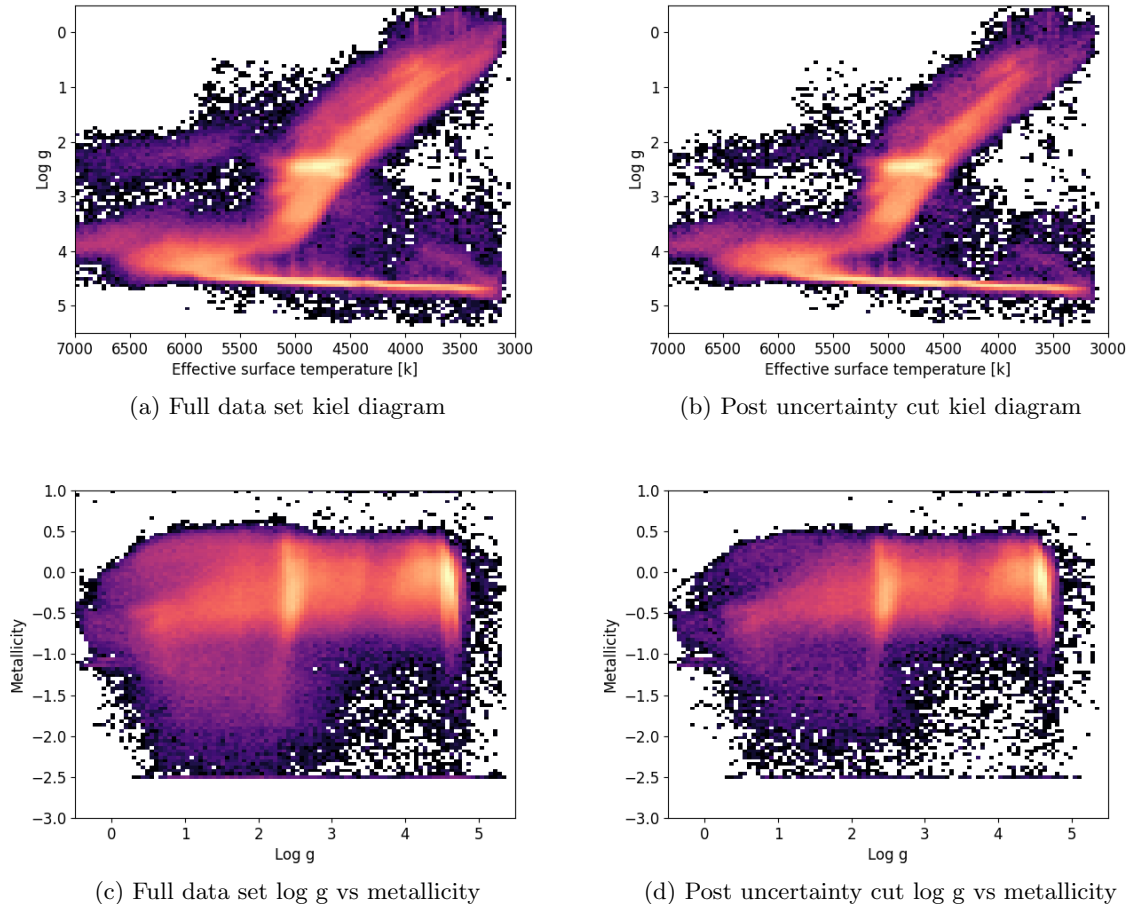 0
1
2
3
4
5
Log g
7000 6500 6000 5500 5000 4500 4000 3500 3000
Effective surface temperature [k]
(a) Full data set kiel diagram
0
1
2
3
4
5
Log g
7000 6500 6000 5500 5000 4500 4000 3500 3000
Effective surface temperature [k]
(b) Post uncertainty cut kiel diagram
1.0
0.5
0.0
−0.5
−1.0
−1.5
−2.0
−2.5
−3.0
Metallicity
0 1 2 3 4 5
Log g
(c) Full data set log g vs metallicity
1.0
0.5
0.0
−0.5
−1.0
−1.5
−2.0
−2.5
−3.0
Metallicity
0 1 2 3 4 5
Log g
(d) Post uncertainty cut log g vs metallicity